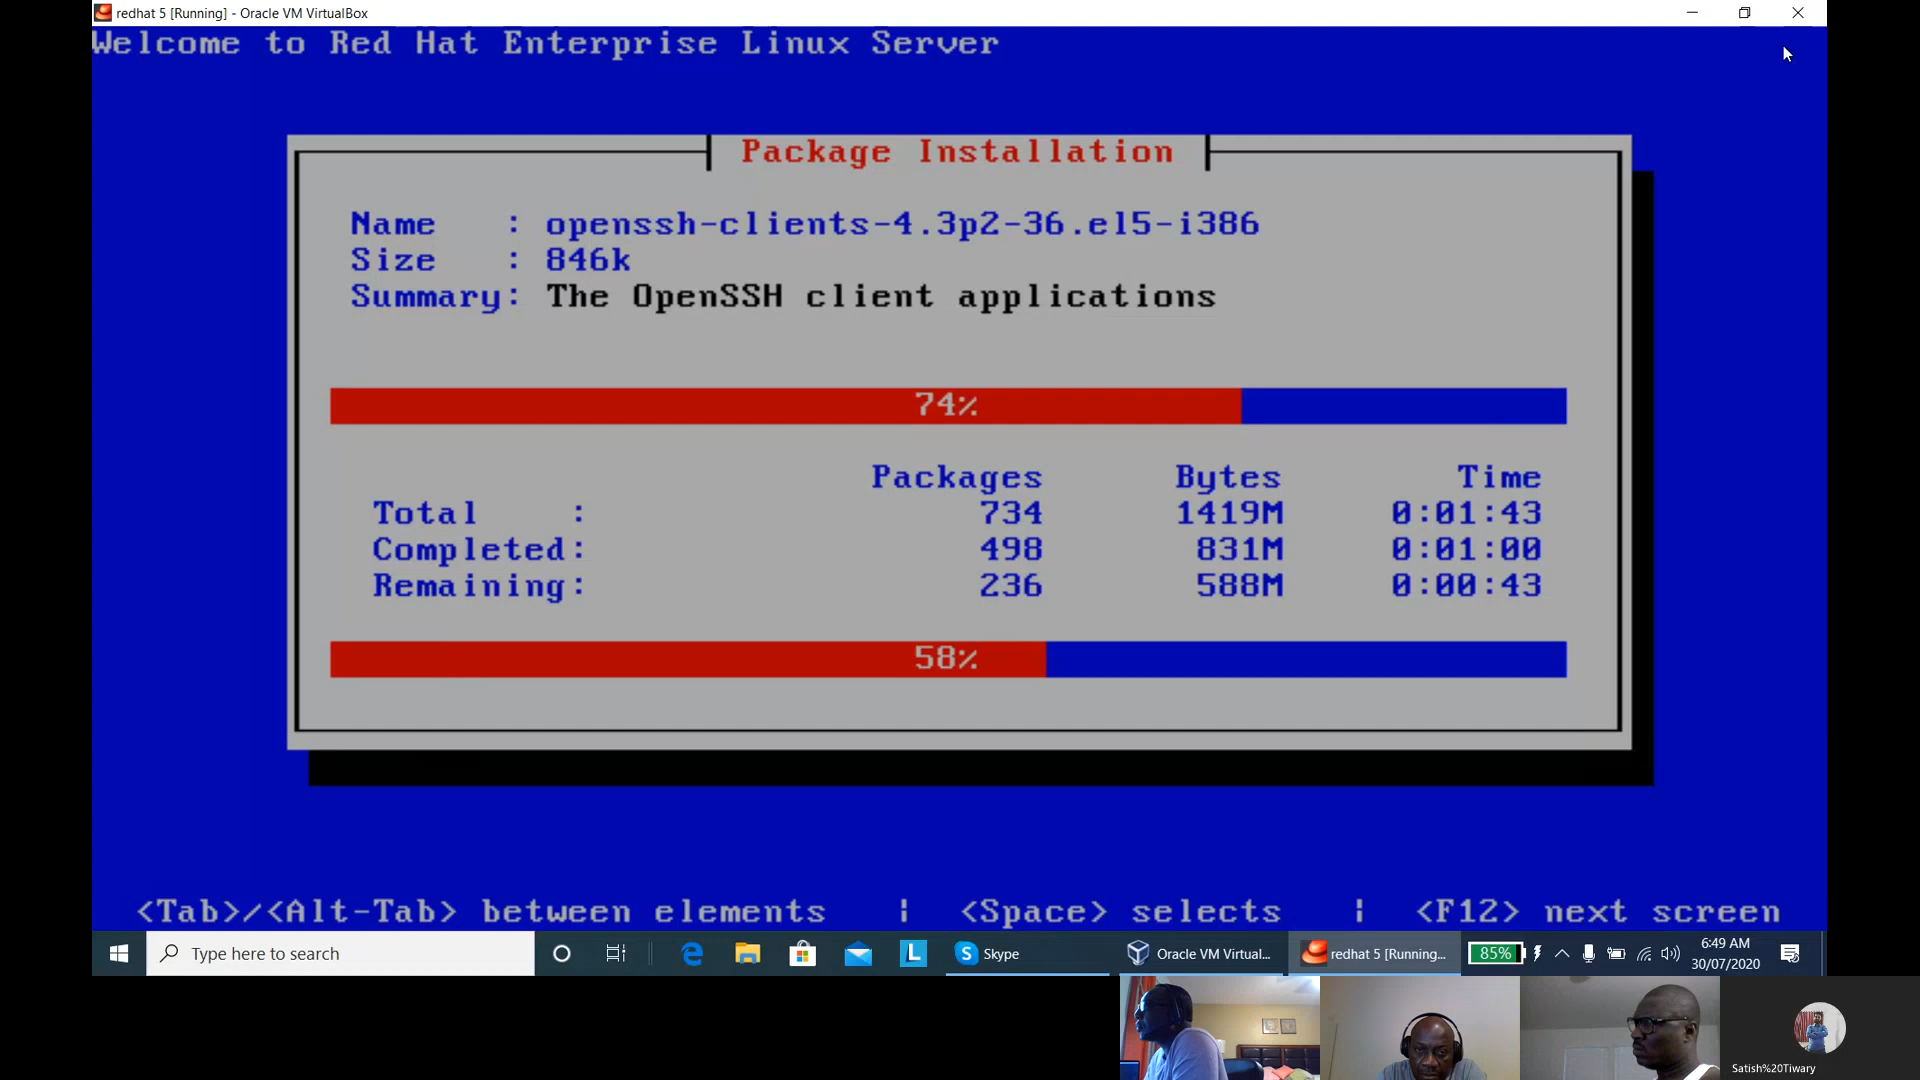 redhat 5 [Running] - Oracle VM VirtualBox
Welcome to Red Hat Enterprise Linux Server
Package Installation
Name : openssh-clients-4.3p2-36.el5-i386
Size : 846k
Summary: The OpenSSH client applications
74%
Packages Bytes Time
Total : 734 1419M 0:01:43
Completed: 498 831M 0:01:00
Remaining: 236 588M 0:00:43
58%
<Tab>/<Alt-Tab> between elements | <Space> selects | <F12> next screen
Type here to search
L
S
Skype
Oracle VM Virtual...
redhat 5 [Running...
85%
6:49 AM
30/07/2020
Satish%20Tiwary